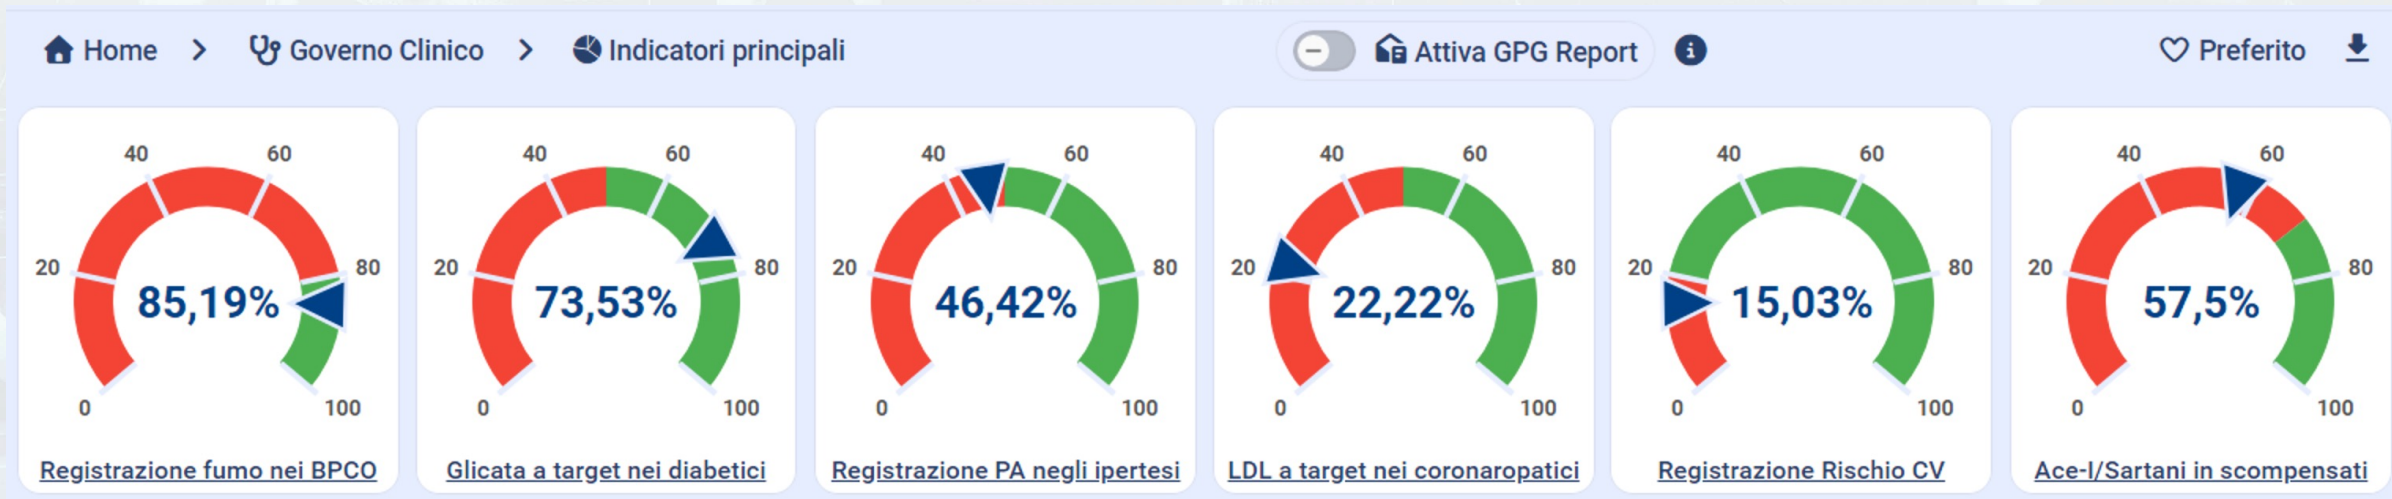 Home > Governo Clinico > Indicatori principali
Attiva GPG Report
Preferito
0 20 40 60 80 100
85,19%
Registrazione fumo nei BPCO
0 20 40 60 80 100
73,53%
Glicata a target nei diabetici
0 20 40 60 80 100
46,42%
Registrazione PA negli ipertesi
0 20 40 60 80 100
22,22%
LDL a target nei coronaropatici
0 20 40 60 80 100
15,03%
Registrazione Rischio CV
0 20 40 60 80 100
57,5%
Ace-I/Sartani in scompensati